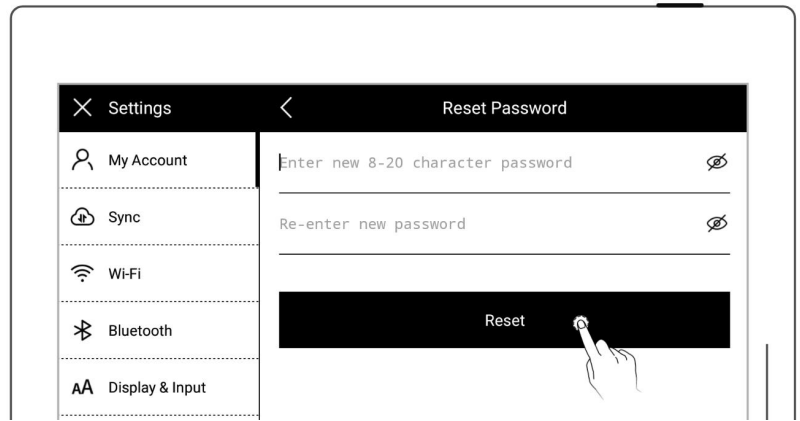 Settings
Reset Password
My Account
Enter new 8-20 character password
Sync
Re-enter new password
Wi-Fi
Reset
Bluetooth
AA Display & Input